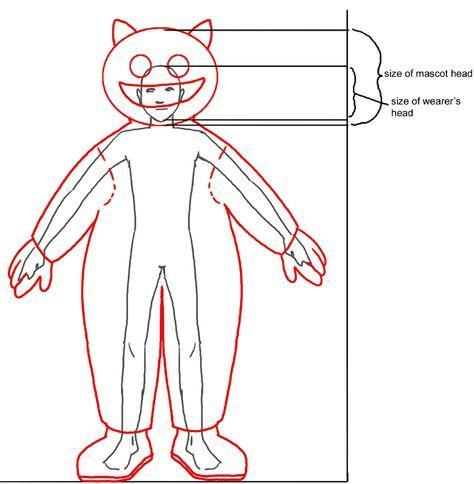 size of mascot head
size of wearer's
head